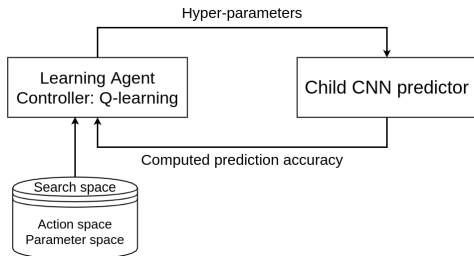 Hyper-parameters
Learning Agent
Controller: Q-learning
Child CNN predictor
Computed prediction accuracy
Search space
Action space
Parameter space